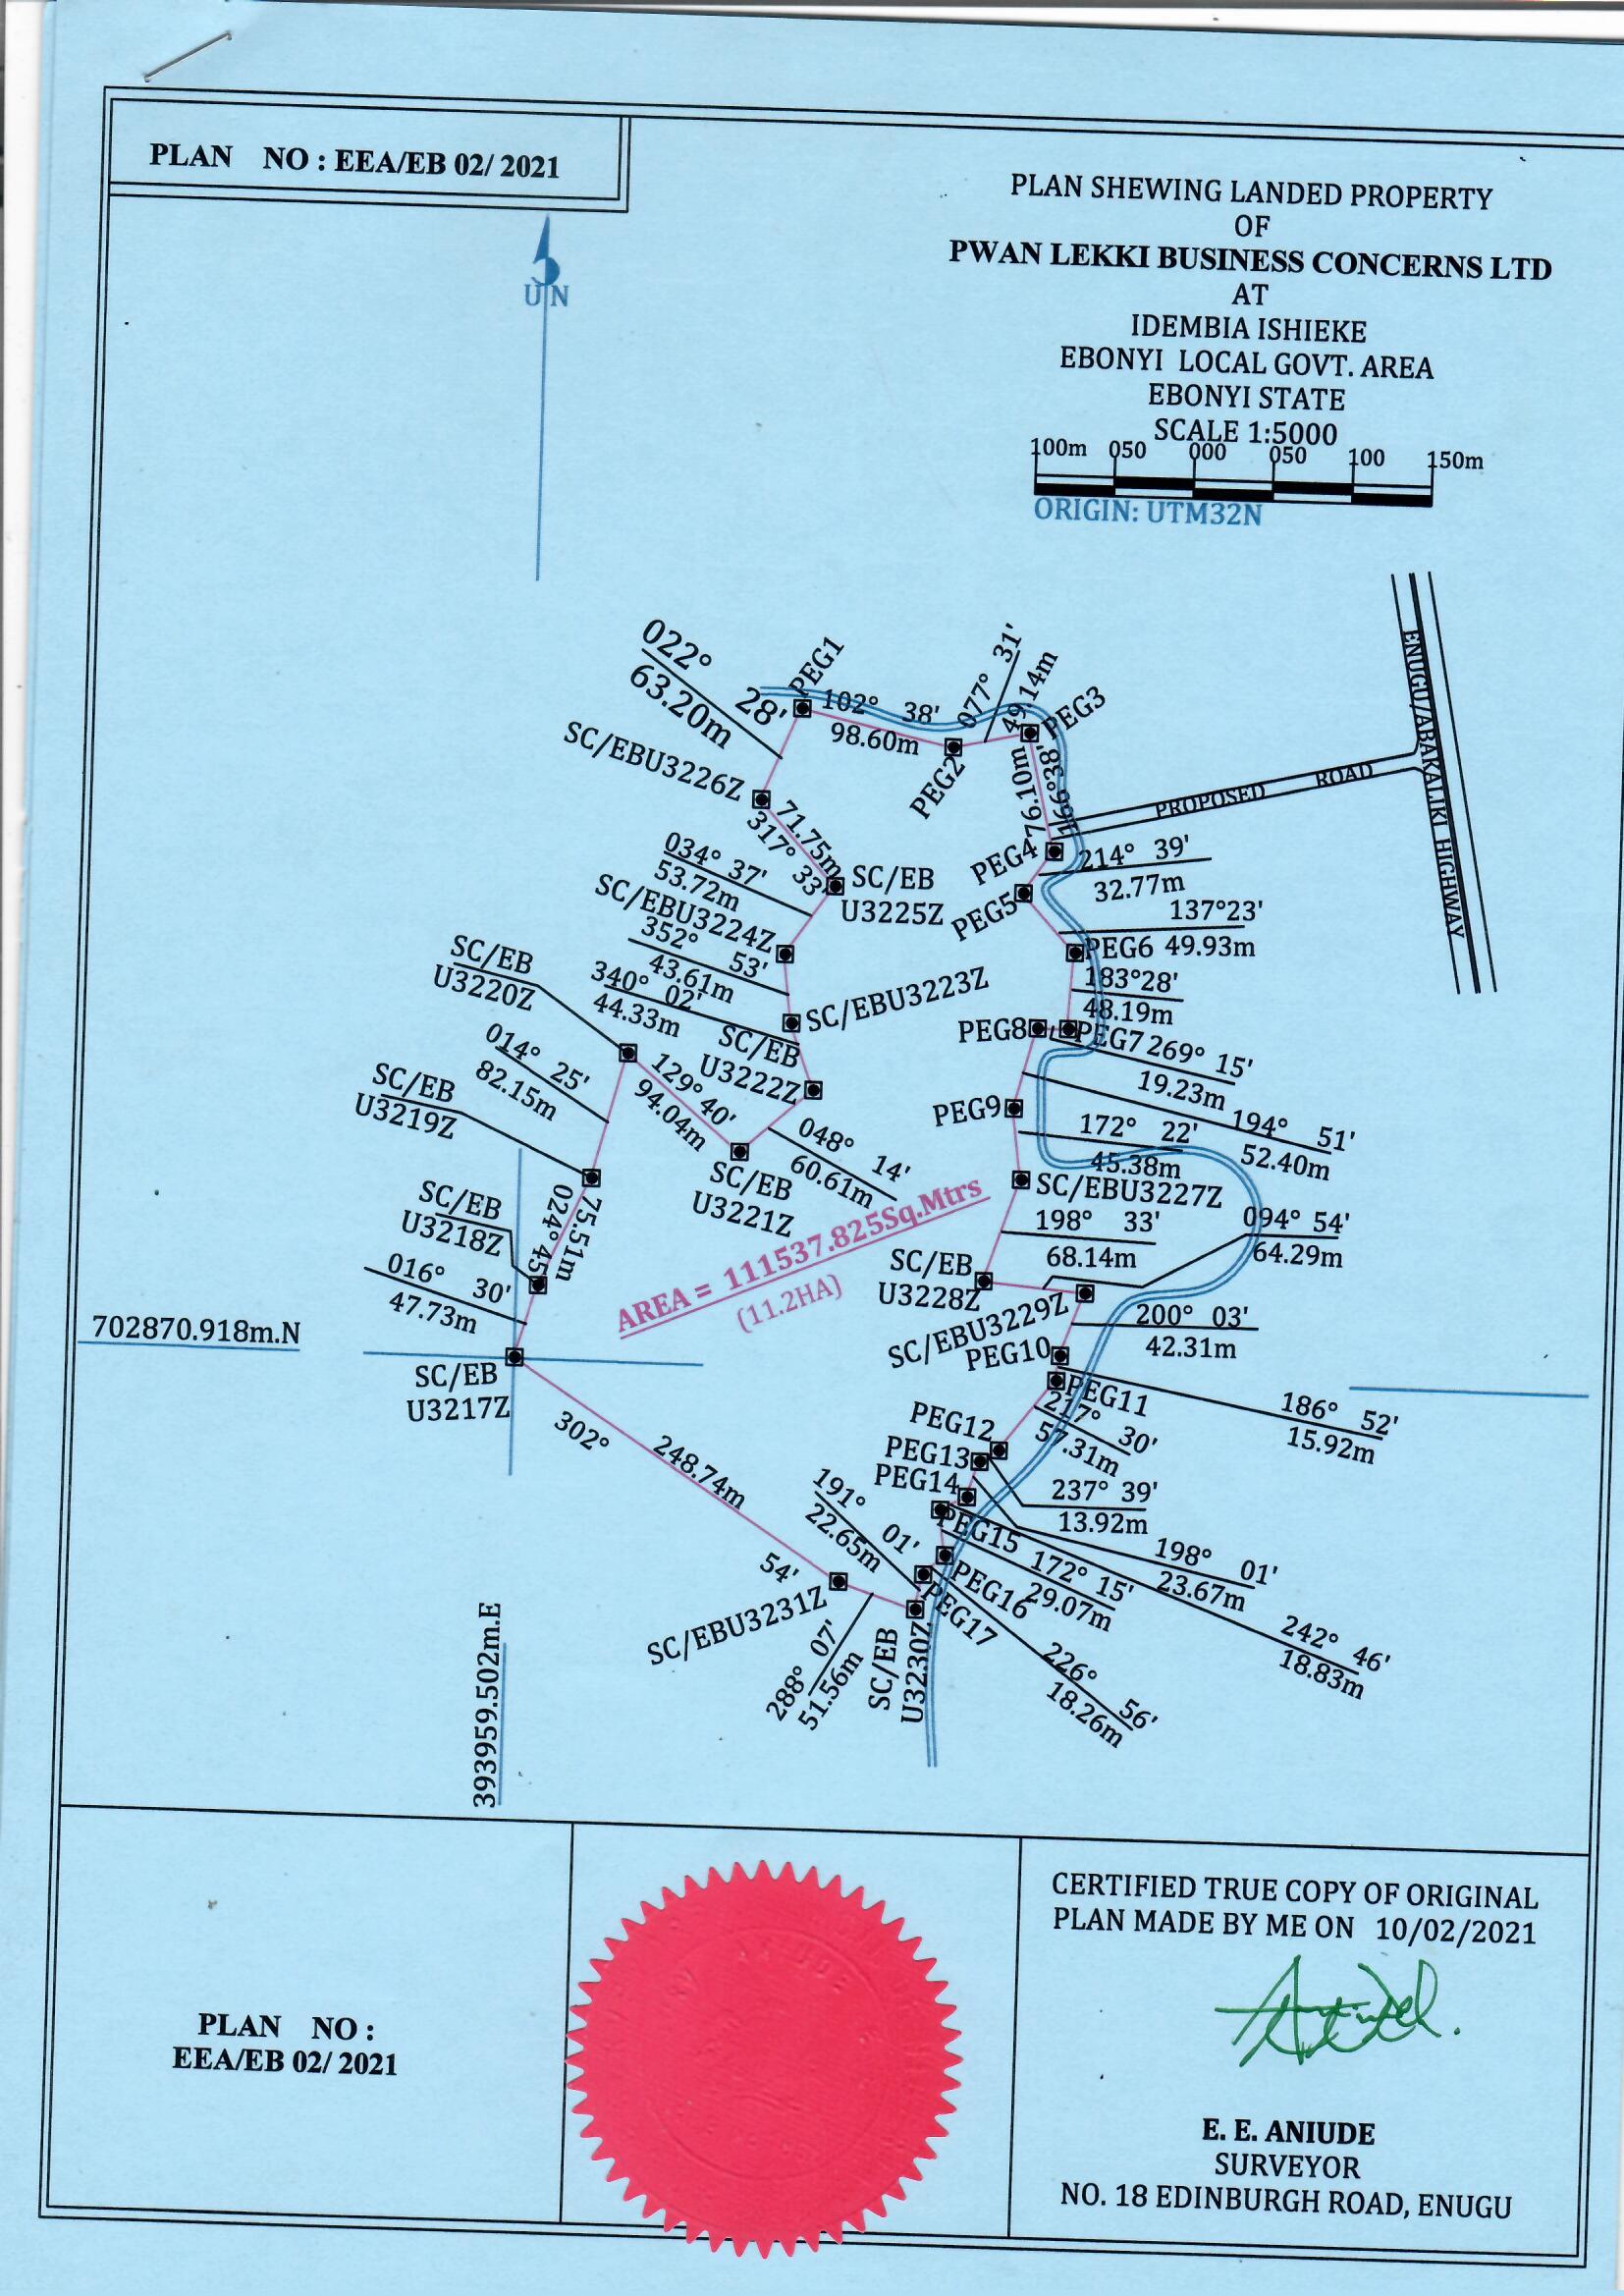 PLAN NO : EEA/EB 02/ 2021
PLAN SHEWING LANDED PROPERTY
OF
PWAN LEKKI BUSINESS CONCERNS LTD
AT
IDEMBIA ISHIEKE
EBONYI LOCAL GOVT. AREA
EBONYI STATE
SCALE 1:5000
100m 050 000 050 100 150m
ORIGIN: UTM32N
U N
ENUGU/ABAKALIKI HIGHWAY
PROPOSED ROAD
022° 28'
63.20m
PEG1
102° 38'
98.60m
077° 31'
49.14m
PEG3
PEG2
SC/EBU3226Z
71.75m
317° 33'
166°38'
76.10m
PEG4
214° 39'
32.77m
034° 37'
53.72m
SC/EB
U3225Z
PEG5
137°23'
49.93m
SC/EBU3224Z
352° 53'
43.61m
PEG6
183°28'
48.19m
SC/EB
U3220Z
340° 02'
44.33m
SC/EBU3223Z
PEG8
PEG7
269° 15'
19.23m
014° 25'
82.15m
129° 40'
94.04m
SC/EB
U3222Z
SC/EB
U3219Z
PEG9
194° 51'
52.40m
172° 22'
45.38m
048° 14'
60.61m
SC/EB
U3221Z
SC/EBU3227Z
SC/EB
U3218Z
024° 45'
75.51m
AREA = 111537.825Sq.Mtrs
(11.2HA)
198° 33'
68.14m
094° 54'
64.29m
016° 30'
47.73m
SC/EB
U3228Z
SC/EBU3229Z
200° 03'
42.31m
702870.918m.N
PEG10
SC/EB
U3217Z
PEG11
186° 52'
15.92m
217° 30'
57.31m
302° 54'
248.74m
PEG12
PEG13
PEG14
237° 39'
13.92m
191° 01'
22.65m
PEG15
198° 01'
23.67m
172° 15'
29.07m
PEG16
242° 46'
18.83m
SC/EBU3231Z
PEG17
226° 56'
18.26m
288° 07'
51.56m
SC/EB
U3230Z
393959.502m.E
PLAN NO :
EEA/EB 02/ 2021
ANIUDE
CERTIFIED TRUE COPY OF ORIGINAL
PLAN MADE BY ME ON 10/02/2021
E. E. ANIUDE
SURVEYOR
NO. 18 EDINBURGH ROAD, ENUGU